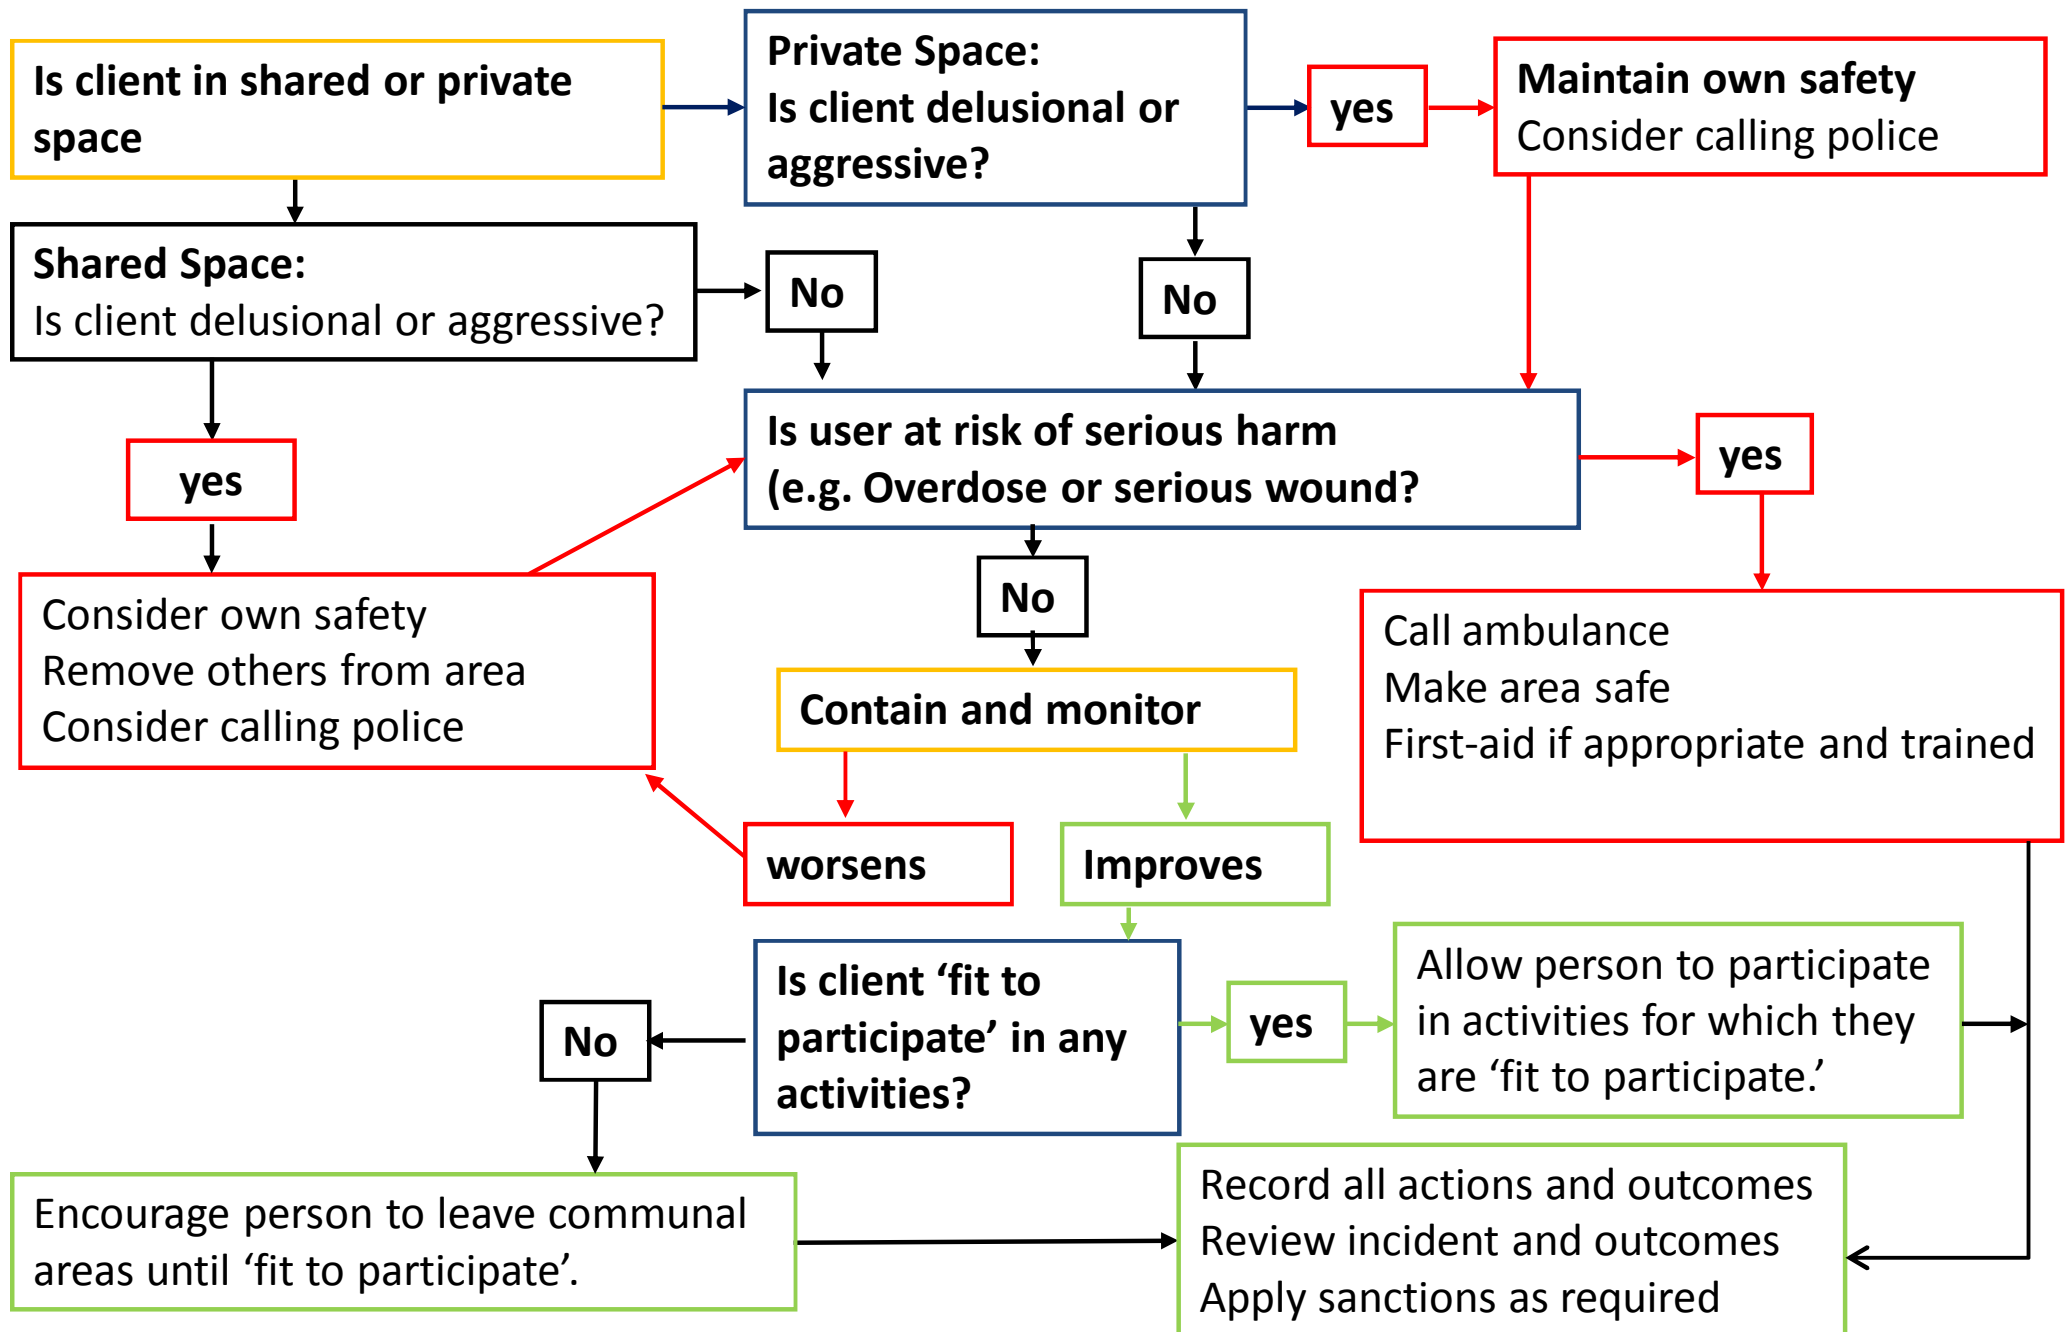 Is client in shared or private
space
Private Space:
Is client delusional or
aggressive?
yes
Maintain own safety
Consider calling police
Shared Space:
Is client delusional or aggressive?
No
No
yes
Is user at risk of serious harm
(e.g. Overdose or serious wound?
yes
Consider own safety
Remove others from area
Consider calling police
No
Call ambulance
Make area safe
First-aid if appropriate and trained
Contain and monitor
worsens
Improves
Is client ‘fit to
participate’ in any
activities?
No
yes
Allow person to participate
in activities for which they
are ‘fit to participate.’
Encourage person to leave communal
areas until ‘fit to participate’.
Record all actions and outcomes
Review incident and outcomes
Apply sanctions as required